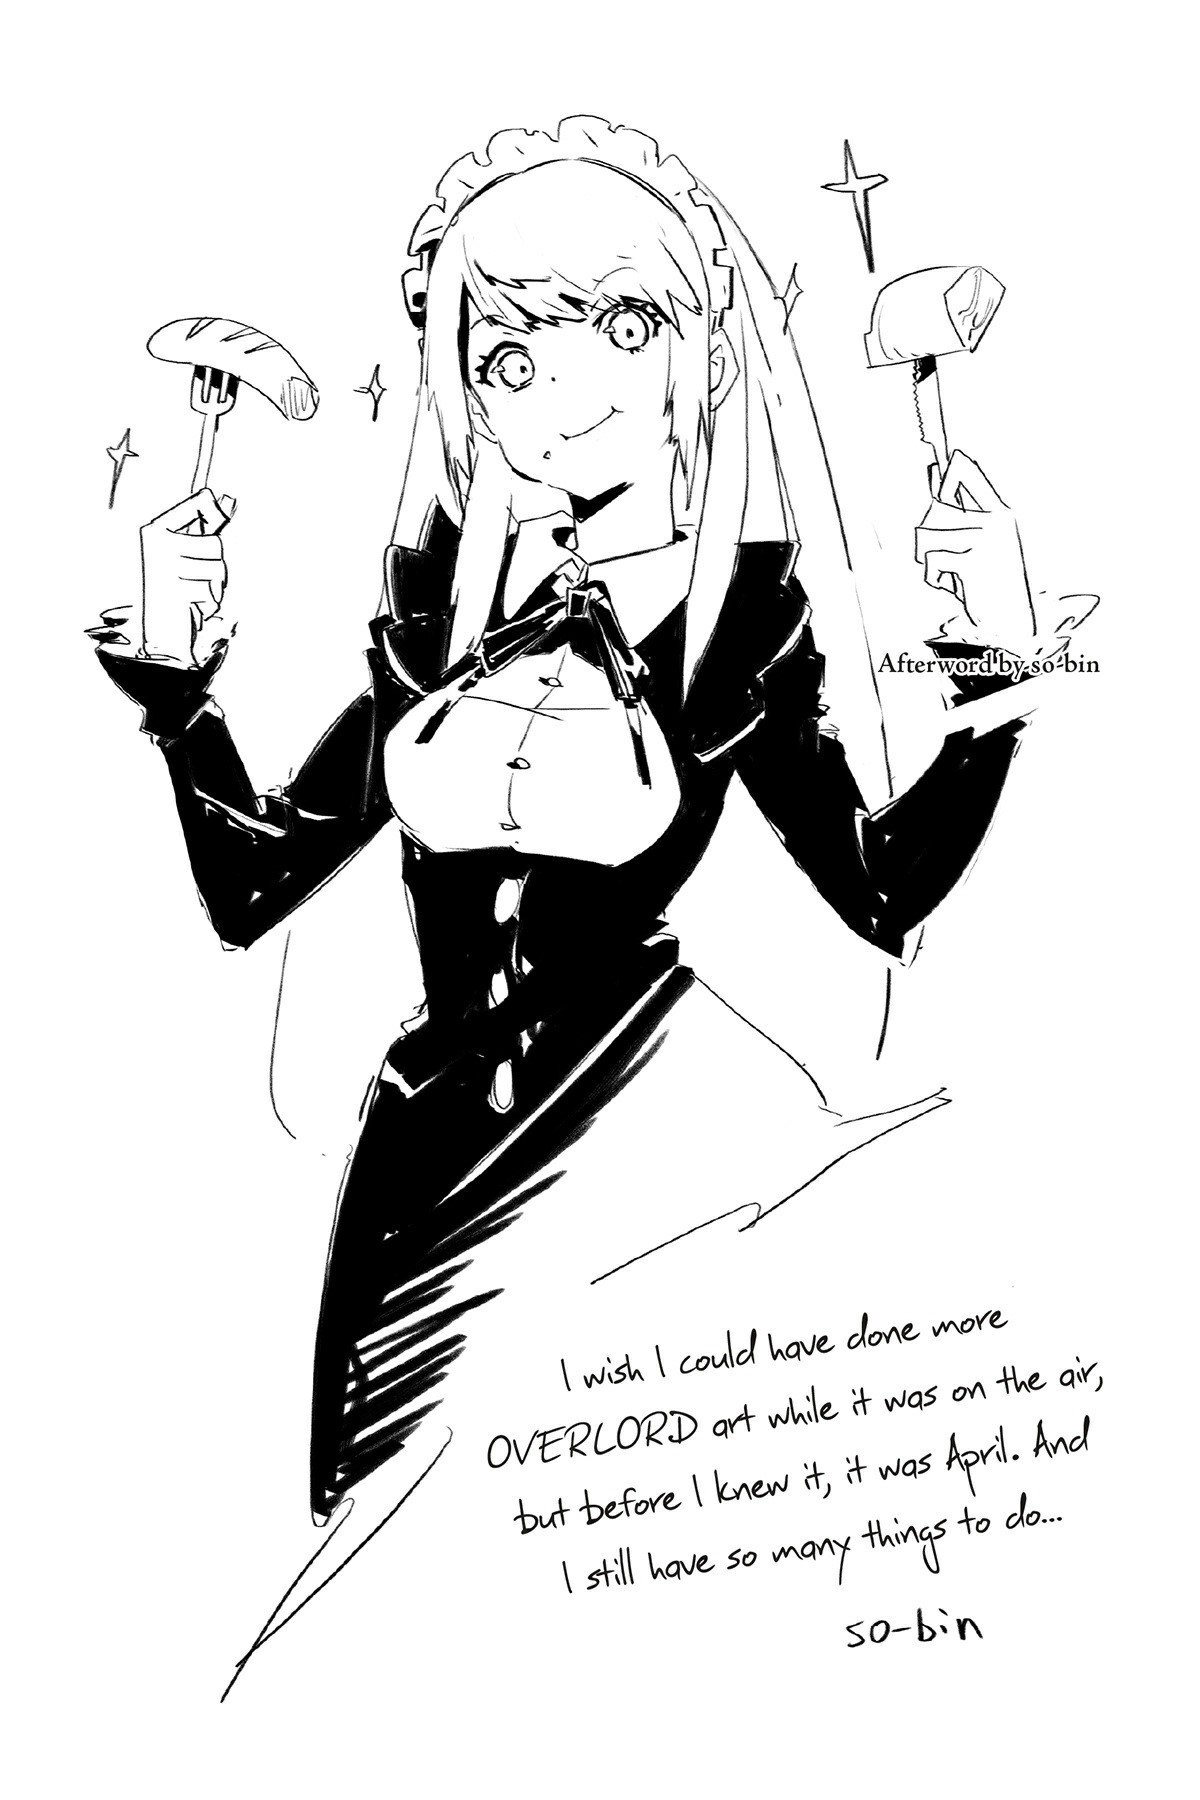 Afterword by so-bin
I wish I could have done more
OVERLORD art while it was on the air,
but before I knew it, it was April. And
I still have so many things to do...
so-bin